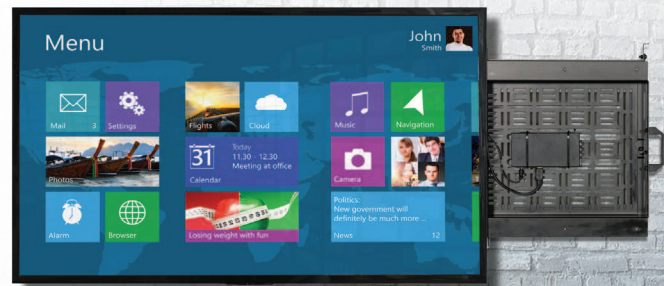 Menu
John
Smith
Mail 3
Settings
Flights
Cloud
Music
Navigation
Photos
31
Today
11.30 - 12.30
Meeting at office
Calendar
Camera
Alarm
Browser
Losing weight with fun
Politics:
New government will
definitely be much more ...
News 12